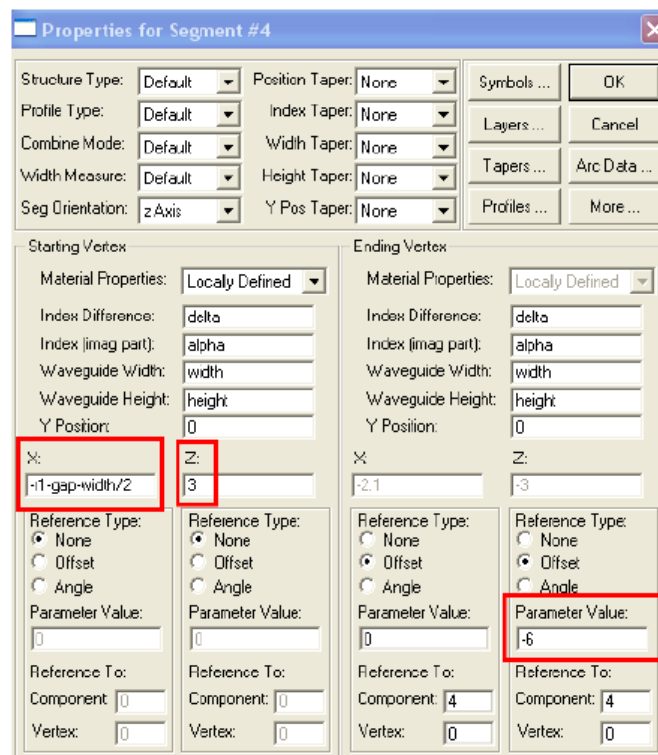 Properties for Segment #4
Structure Type: Default Position Taper: None Symbols ... OK
Profile Type: Default Index Taper: None Layers ... Cancel
Combine Mode: Default Width Taper: None
Width Measure: Default Height Taper: None Tapers ... Arc Data ...
Seg Orientation: z Axis Y Pos Taper: None Profiles ... More ...
Starting Vertex Ending Vertex
Material Properties: Localy Defined Material Properties: Localy Defined
Index Difference: delta Index Difference: delta
Index (imag part): alpha Index (imag part): alpha
Waveguide Width: width Waveguide Width: width
Waveguide Height: height Waveguide Height: height
Y Position: 0 Y Position: 0
X: Z: X Z:
-r1-gap-width/2 3 -2.1 -3
Reference Type: Reference Type: Reference Type: Reference Type:
None None None None
Offset Offset Offset Offset
Angle Angle Angle Angle
Parameter Value: Parameter Value: Parameter Value: Parameter Value:
0 0 0 -6
Reference To: Reference To: Reference To: Reference To:
Component 0 Component: 0 Component: 4 Component: 4
Vertex: 0 Vertex: 0 Vertex: 0 Vertex: 0